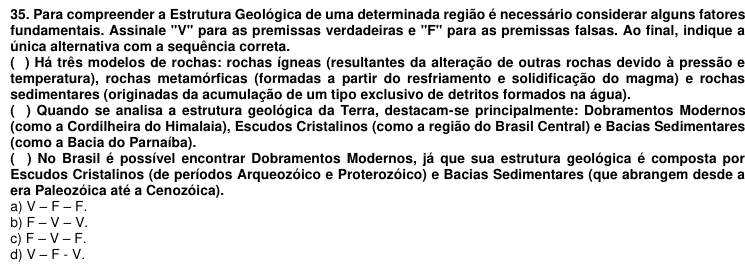 35. Para compreender a Estrutura Geológica de uma determinada região é necessário considerar alguns fatores
fundamentais. Assinale "V" para as premissas verdadeiras e "F" para as premissas falsas. Ao final, indique a
única alternativa com a sequência correta.
( ) Há três modelos de rochas: rochas ígneas (resultantes da alteração de outras rochas devido à pressão e
temperatura), rochas metamórficas (formadas a partir do resfriamento e solidificação do magma) e rochas
sedimentares (originadas da acumulação de um tipo exclusivo de detritos formados na água).
( ) Quando se analisa a estrutura geológica da Terra, destacam-se principalmente: Dobramentos Modernos
(como a Cordilheira do Himalaia), Escudos Cristalinos (como a região do Brasil Central) e Bacias Sedimentares
(como a Bacia do Parnaíba).
( ) No Brasil é possível encontrar Dobramentos Modernos, já que sua estrutura geológica é composta por
Escudos Cristalinos (de períodos Arqueozóico e Proterozóico) e Bacias Sedimentares (que abrangem desde a
era Paleozóica até a Cenozóica).
a) V – F – F.
b) F – V – V.
c) F – V – F.
d) V – F - V.